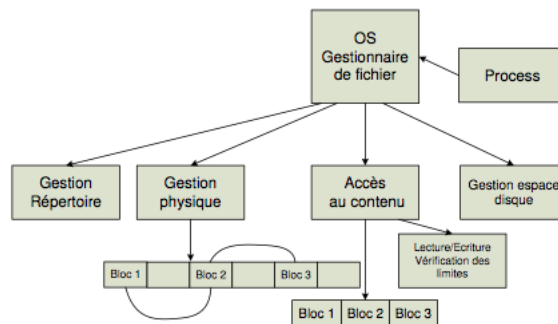 OS
Gestionnaire
de fichier
Process
Gestion
Répertoire
Gestion
physique
Accès
au contenu
Gestion espace
disque
Lecture/Ecriture
Vérification des
limites
Bloc 1
Bloc 2
Bloc 3
Bloc 1
Bloc 2
Bloc 3